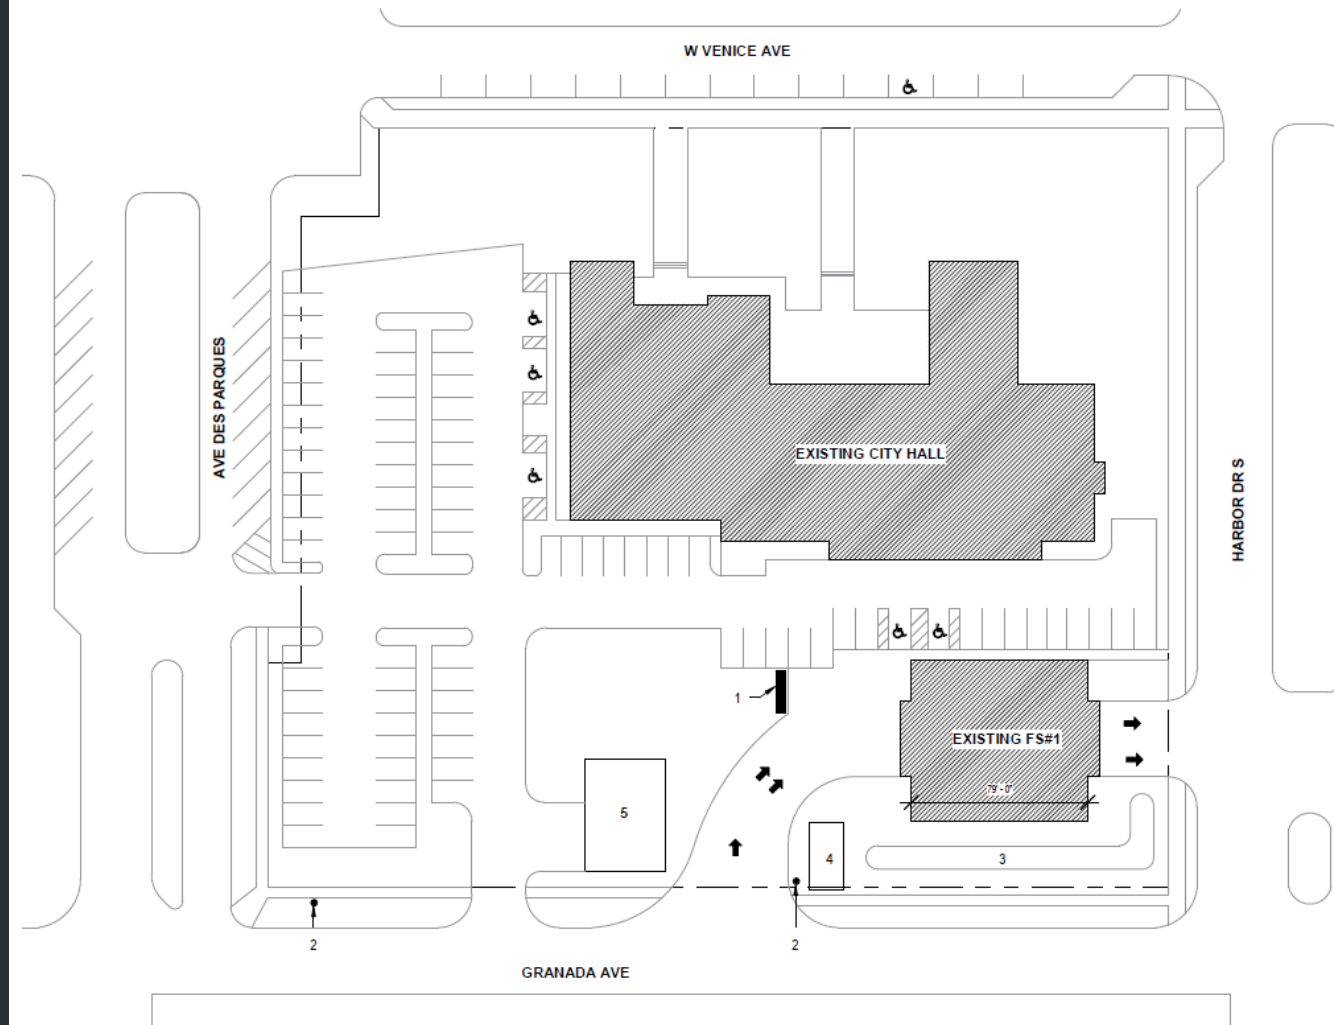 W VENICE AVE
AVE DES PARQUES
EXISTING CITY HALL
HARBOR DR S
1
EXISTING FS#1
79' - 0"
5
4
3
2
2
GRANADA AVE